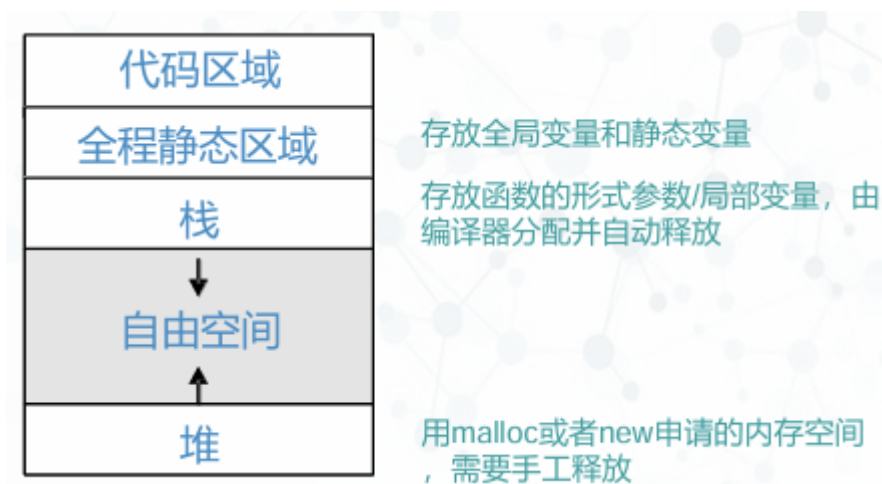 代码区域
全程静态区域
存放全局变量和静态变量
栈
存放函数的形式参数/局部变量，由
编译器分配并自动释放
自由空间
堆
用malloc或者new申请的内存空间
，需要手工释放